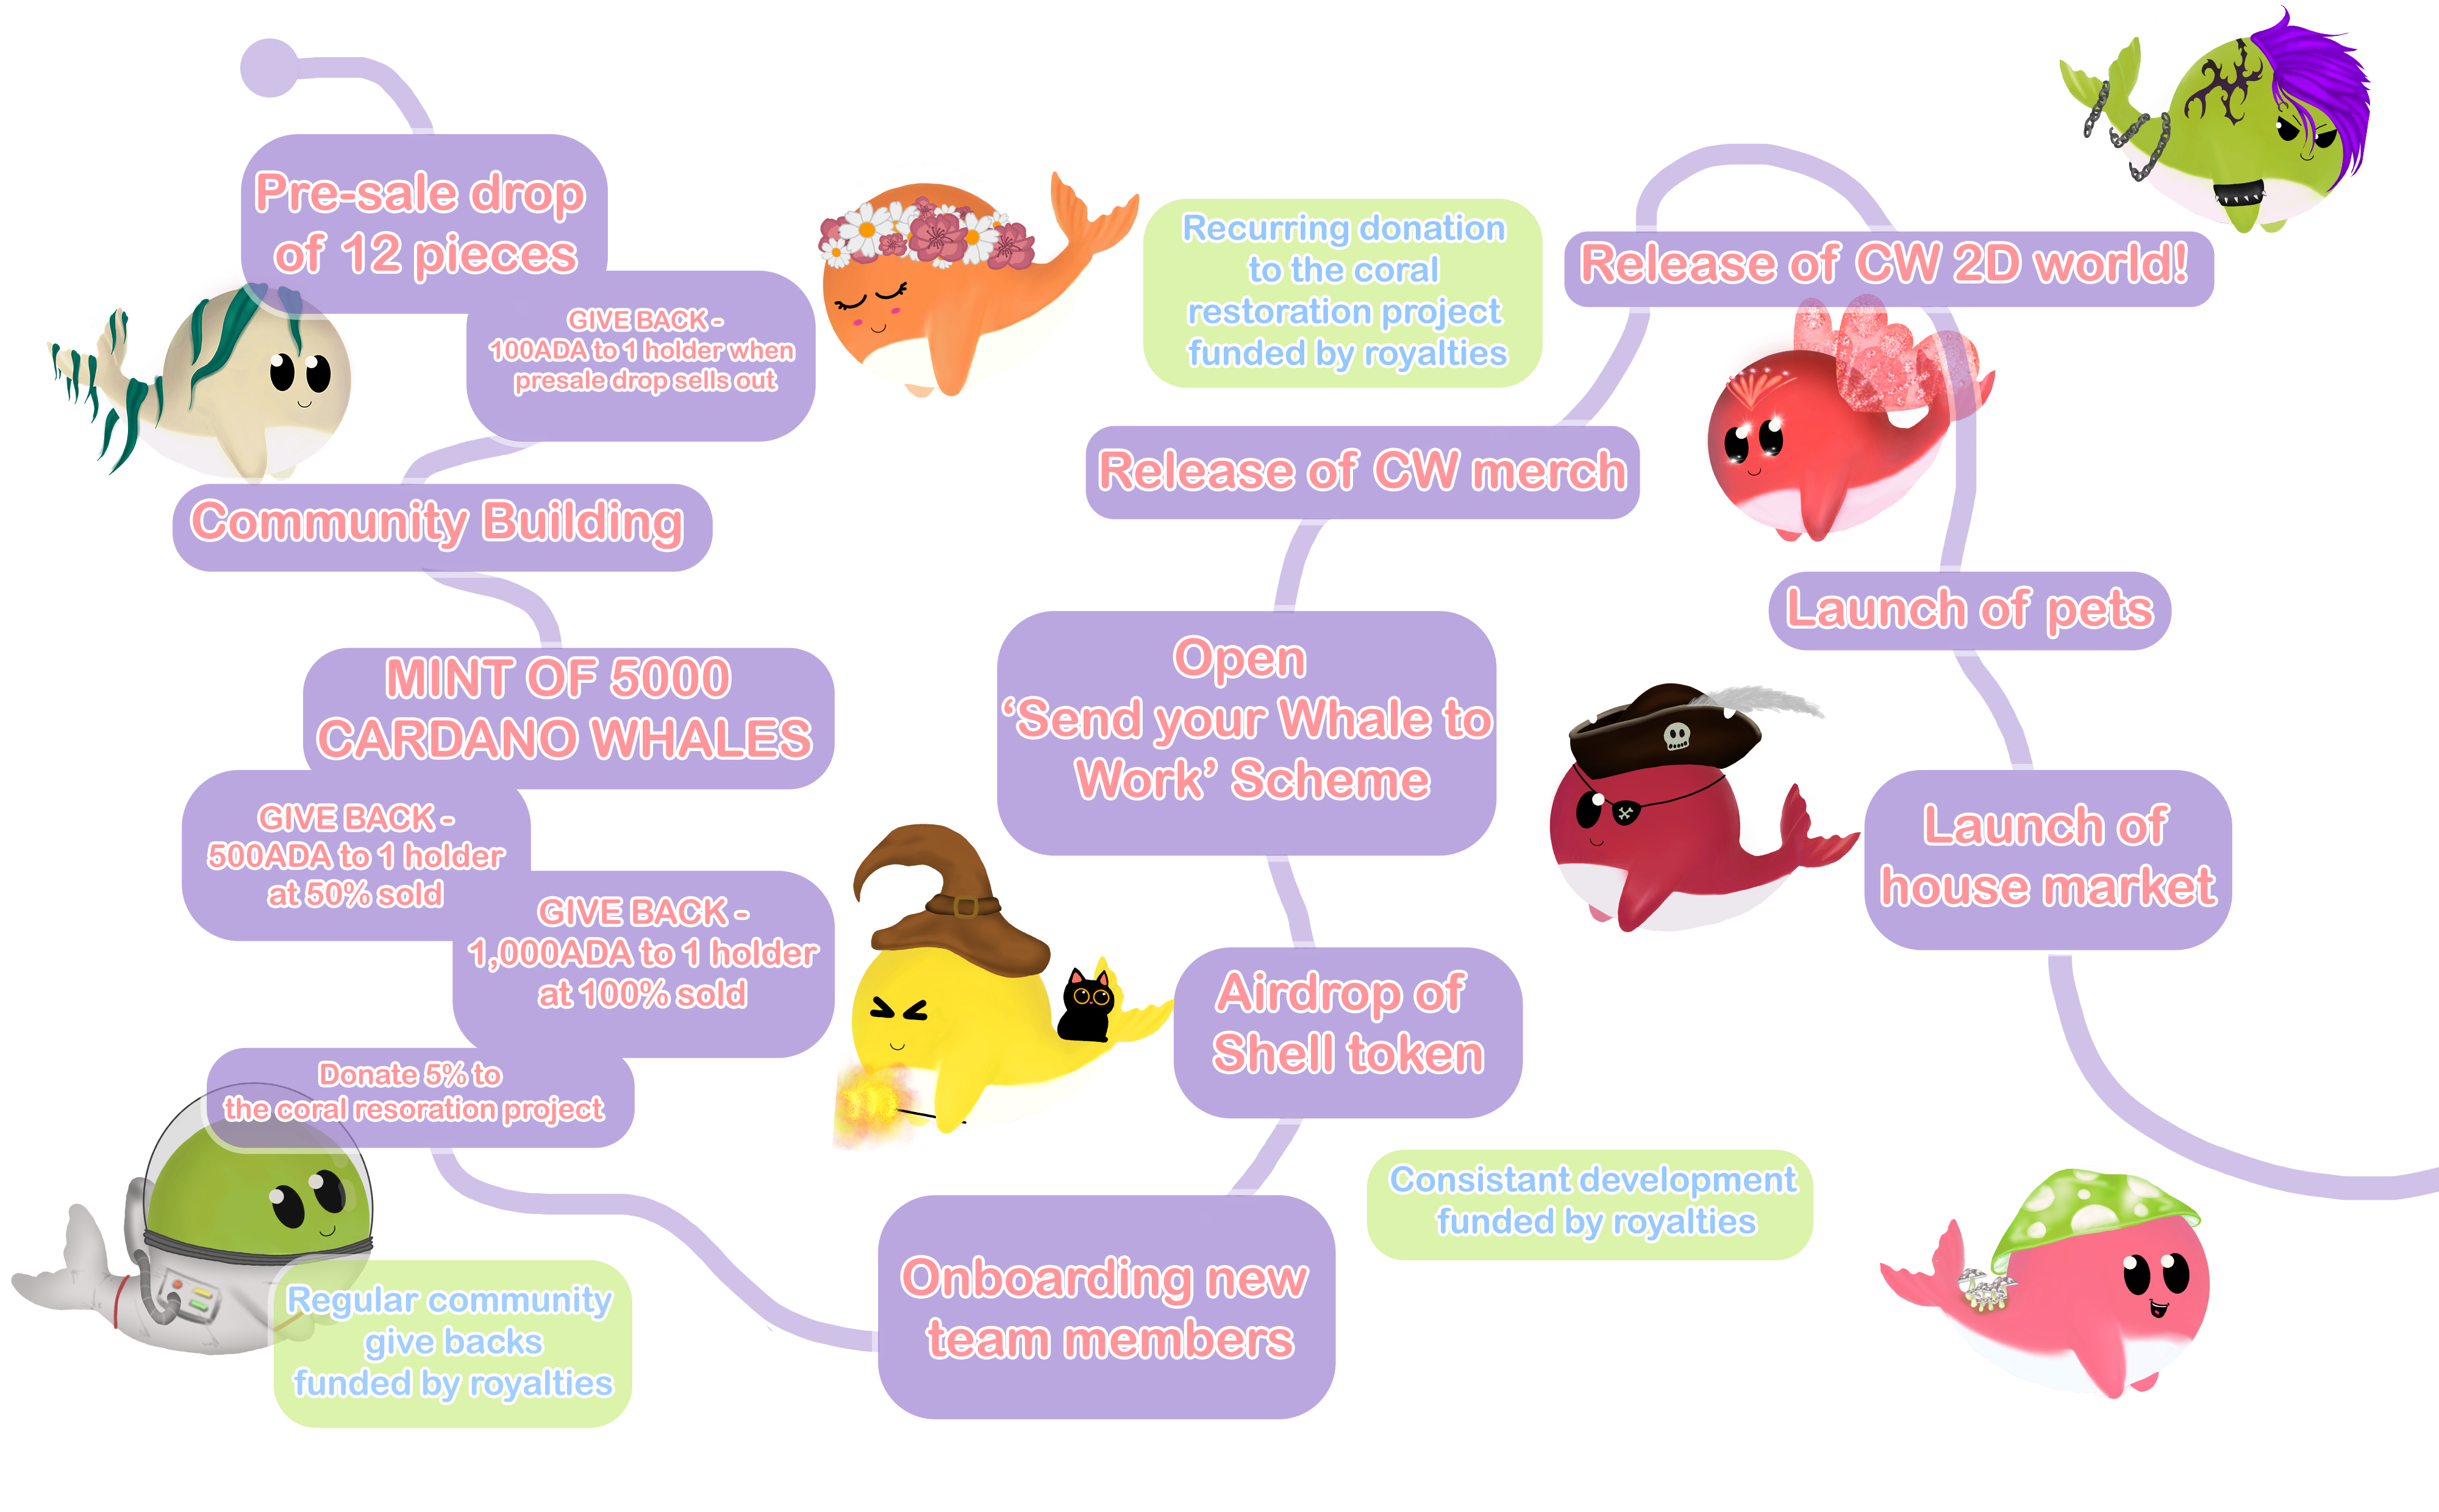 Pre-sale drop
of 12 pieces
GIVE BACK -
100ADA to 1 holder when
presale drop sells out
Community Building
MINT OF 5000
CARDANO WHALES
GIVE BACK -
500ADA to 1 holder
at 50% sold
GIVE BACK -
1,000ADA to 1 holder
at 100% sold
Donate 5% to
the coral resoration project
Regular community
give backs
funded by royalties
Onboarding new
team members
Airdrop of
Shell token
Consistant development
funded by royalties
Open
‘Send your Whale to
Work’ Scheme
Release of CW merch
Recurring donation
to the coral
restoration project
funded by royalties
Release of CW 2D world!
Launch of pets
Launch of
house market